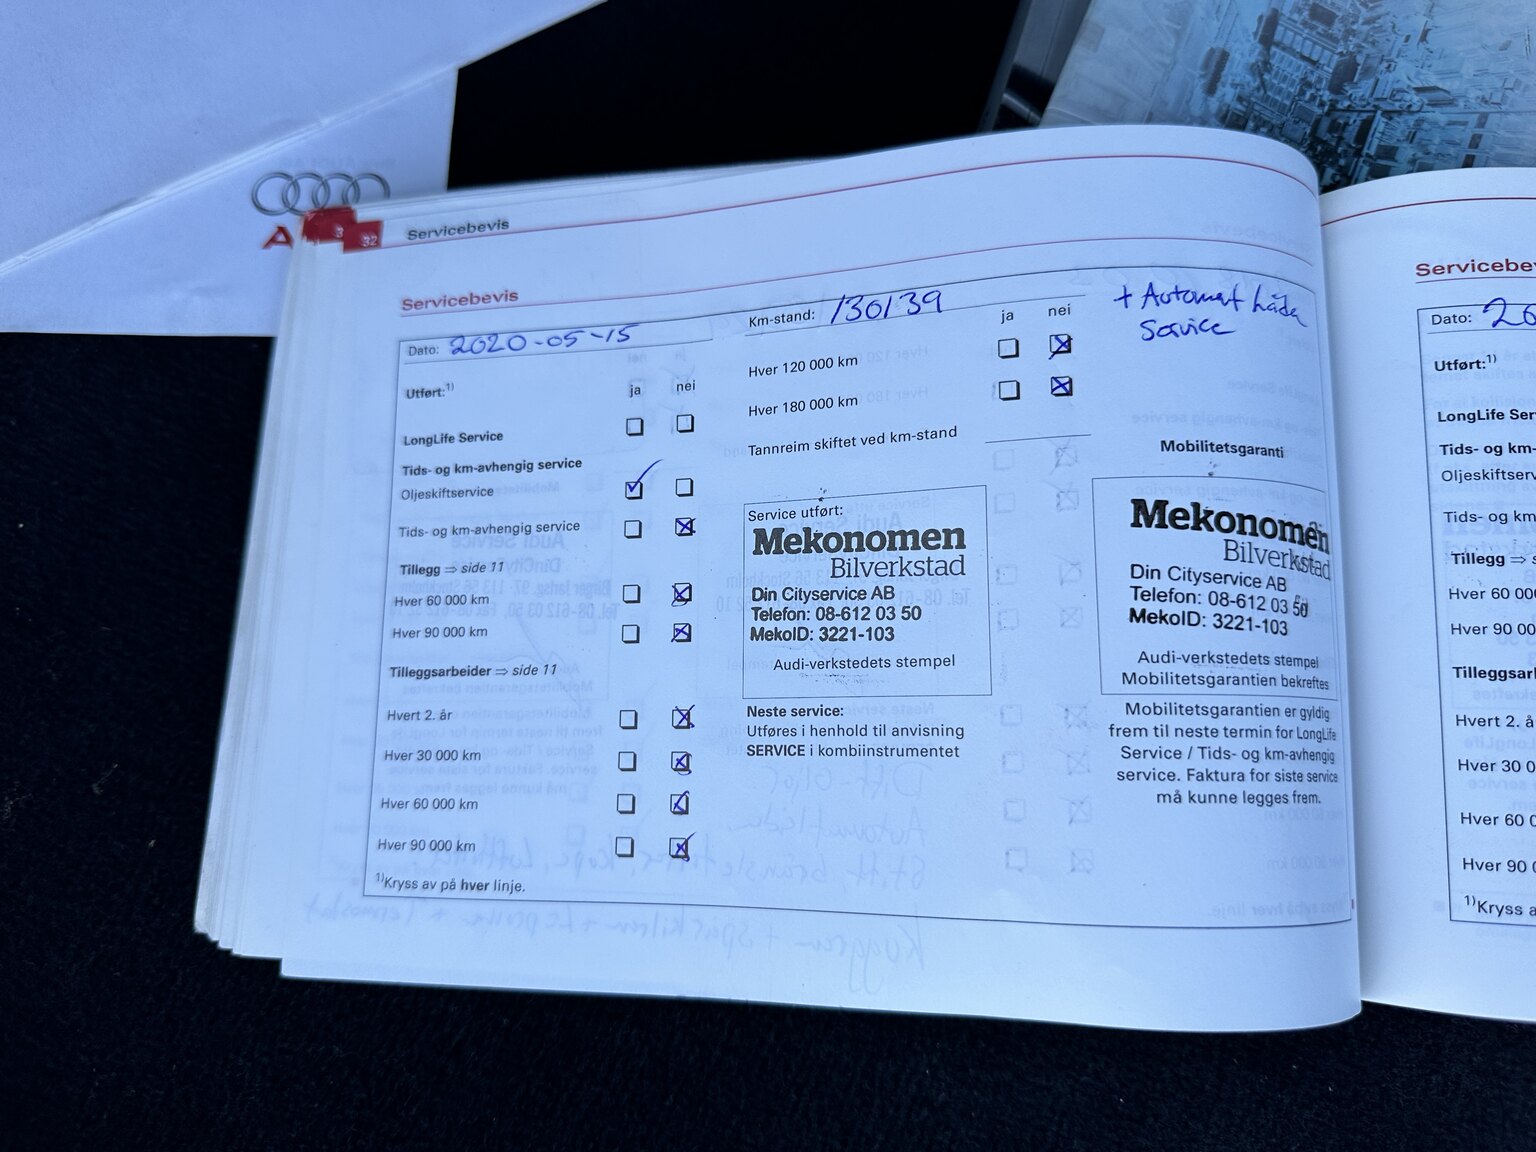 32
Servicebevis
Servicebevis
Dato: 2020-05-15
Utført:1)
ja nei
LongLife Service
Tids- og km-avhengig service
Oljeskiftservice
Tids- og km-avhengig service
Tillegg ⇒ side 11
Hver 60 000 km
Hver 90 000 km
Tilleggsarbeider ⇒ side 11
Hvert 2. år
Hver 30 000 km
Hver 60 000 km
Hver 90 000 km
1)Kryss av på hver linje.
Km-stand: 130139
ja nei
Hver 120 000 km
Hver 180 000 km
Tannreim skiftet ved km-stand
Service utført:
Mekonomen
Bilverkstad
Din Cityservice AB
Telefon: 08-612 03 50
MekoID: 3221-103
Audi-verkstedets stempel
Neste service:
Utføres i henhold til anvisning
SERVICE i kombiinstrumentet
+ Automat Låda
Service
Mobilitetsgaranti
Mekonomen
Bilverkstad
Din Cityservice AB
Telefon: 08-612 03 50
MekoID: 3221-103
Audi-verkstedets stempel
Mobilitetsgarantien bekreftes
Mobilitetsgarantien er gyldig
frem til neste termin for LongLife
Service / Tids- og km-avhengig
service. Faktura for siste service
må kunne legges frem.
Dato:
Utført:1)
Tids- og km-
Tids- og km
Tillegg ⇒
Hver 60 000
Hver 90 000
Hvert 2. å
Hver 30 0
Hver 60 0
Hver 90
1)Kryss a